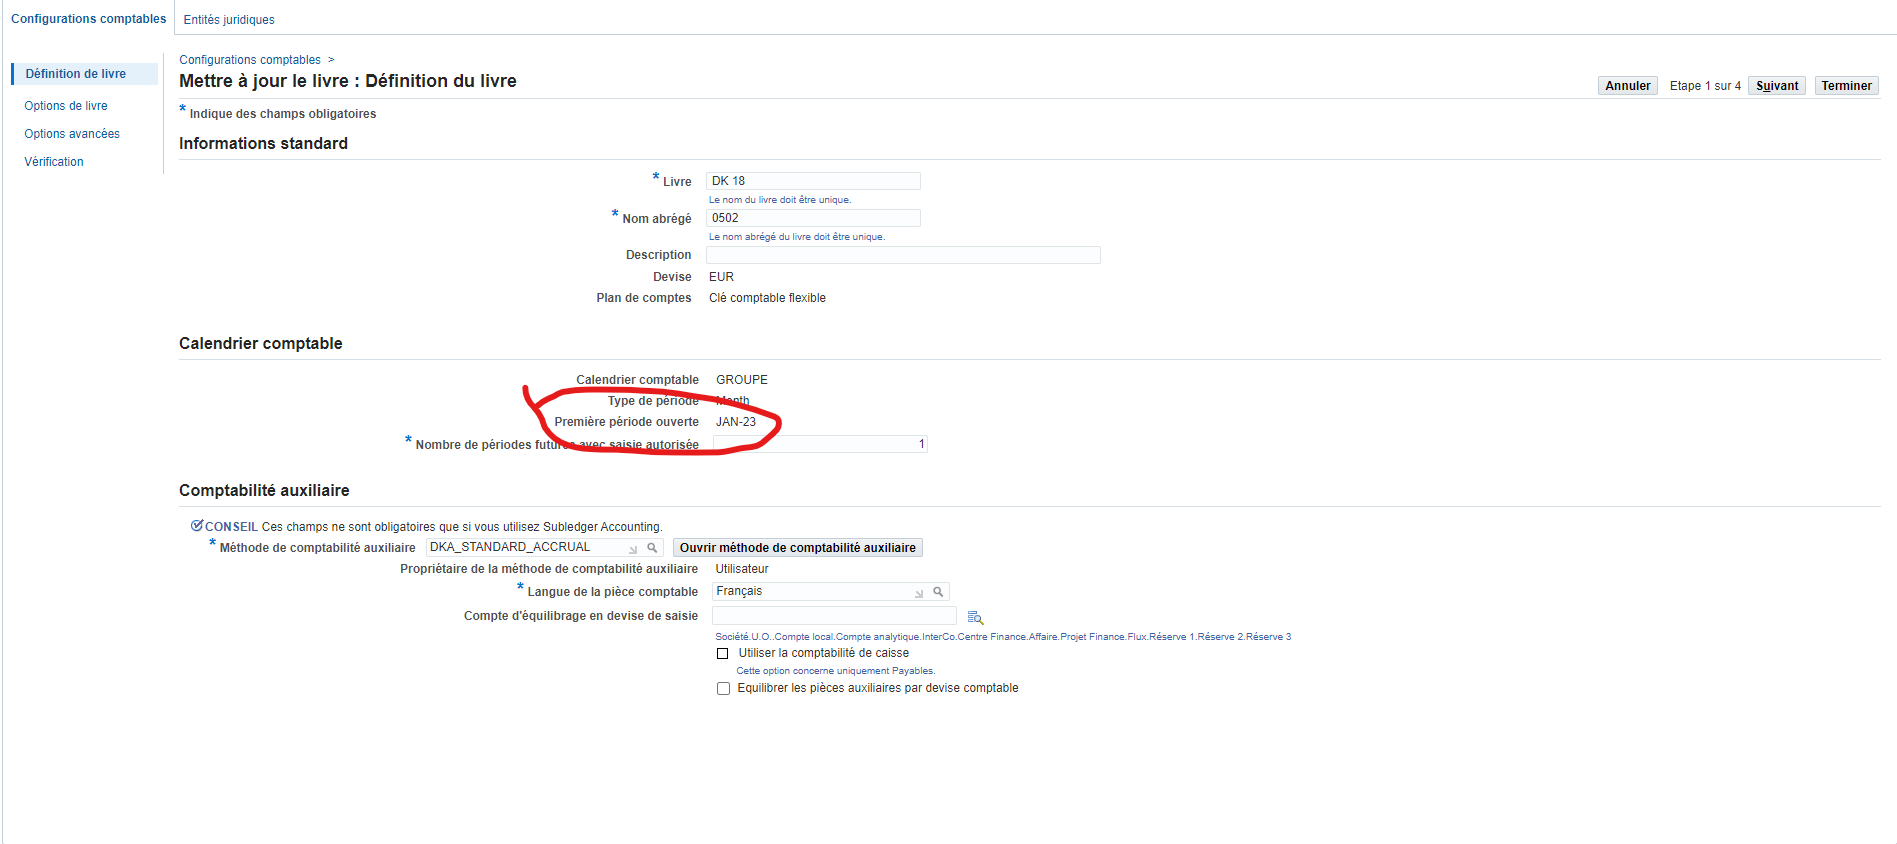 Configurations comptables
Entités juridiques
Définition de livre
Options de livre
Options avancées
Vérification
Configurations comptables >
Mettre à jour le livre : Définition du livre
Annuler
Etape 1 sur 4
Suivant
Terminer
* Indique des champs obligatoires
Informations standard
* Livre DK 18
Le nom du livre doit être unique.
* Nom abrégé 0502
Le nom abrégé du livre doit être unique.
Description
Devise EUR
Plan de comptes Clé comptable flexible
Calendrier comptable
Calendrier comptable GROUPE
Type de période Month
Première période ouverte JAN-23
* Nombre de périodes futures avec saisie autorisée 1
Comptabilité auxiliaire
CONSEIL Ces champs ne sont obligatoires que si vous utilisez Subledger Accounting.
* Méthode de comptabilité auxiliaire DKA_STANDARD_ACCRUAL Ouvrir méthode de comptabilité auxiliaire
Propriétaire de la méthode de comptabilité auxiliaire Utilisateur
* Langue de la pièce comptable Français
Compte d'équilibrage en devise de saisie
Société.U.O..Compte local.Compte analytique.InterCo.Centre Finance.Affaire.Projet Finance.Flux.Réserve 1.Réserve 2.Réserve 3
Utiliser la comptabilité de caisse
Cette option concerne uniquement Payables.
Equilibrer les pièces auxiliaires par devise comptable